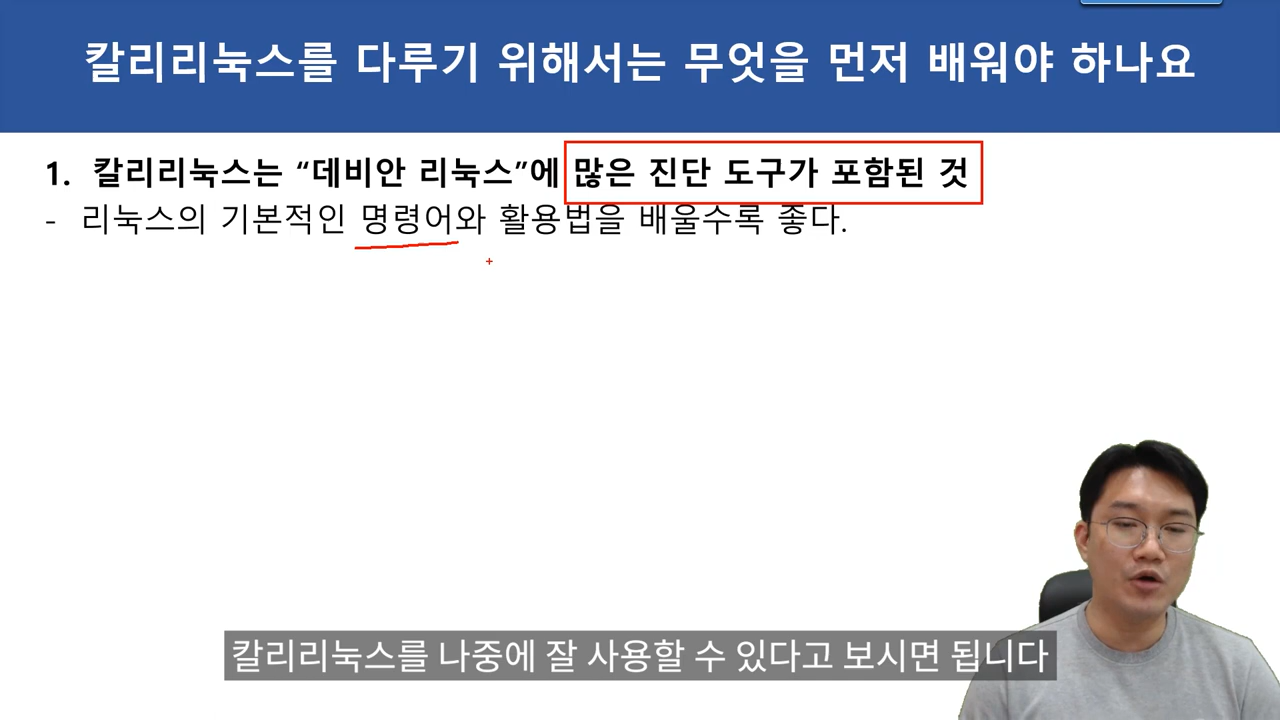 칼리리눅스를 다루기 위해서는 무엇을 먼저 배워야 하나요
1. 칼리리눅스는 “데비안 리눅스”에 많은 진단 도구가 포함된 것
- 리눅스의 기본적인 명령어와 활용법을 배울수록 좋다.
칼리리눅스를 나중에 잘 사용할 수 있다고 보시면 됩니다